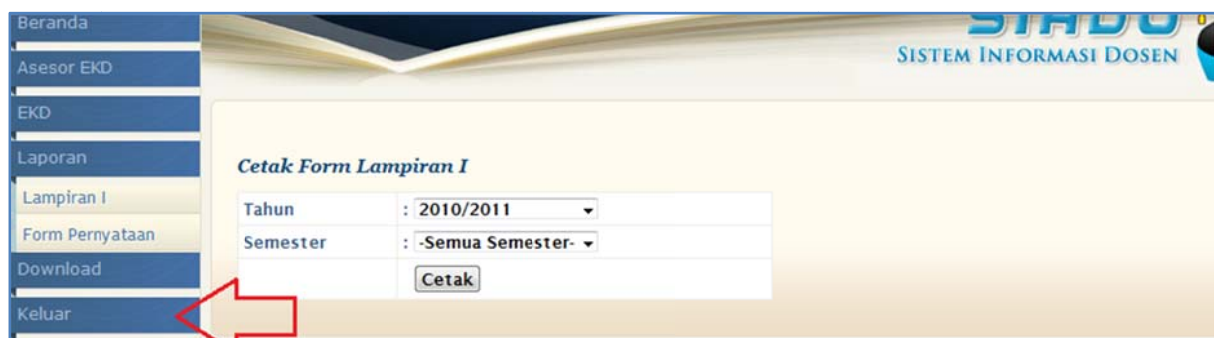 Beranda
Asesor EKD
EKD
Laporan
Lampiran I
Form Pernyataan
Download
Keluar
SIADO
SISTEM INFORMASI DOSEN
Cetak Form Lampiran I
Tahun : 2010/2011
Semester : -Semua Semester-
Cetak